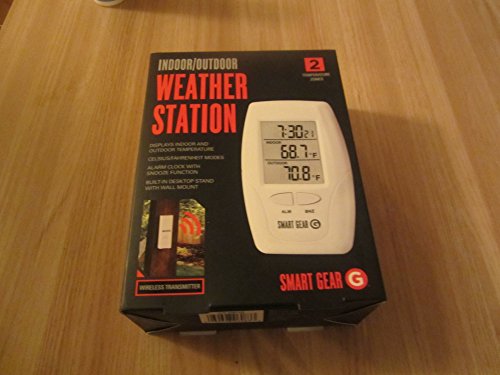 INDOOR/OUTDOOR
WEATHER
STATION
2
TEMPERATURE
ZONES
DISPLAYS INDOOR AND
OUTDOOR TEMPERATURE
CELSIUS/FAHRENHEIT MODES
ALARM CLOCK WITH
SNOOZE FUNCTION
BUILT-IN DESKTOP STAND
WITH WALL MOUNT
7:30 21
INDOOR
68.7°F
OUTDOOR
70.8°F
ALM
SNZ
SMART GEAR G
WIRELESS TRANSMITTER
SMART GEAR G